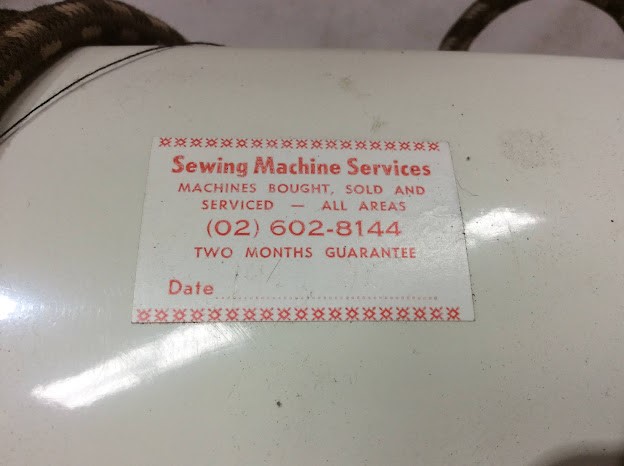 Sewing Machine Services
MACHINES BOUGHT, SOLD AND
SERVICED — ALL AREAS
(02) 602-8144
TWO MONTHS GUARANTEE
Date